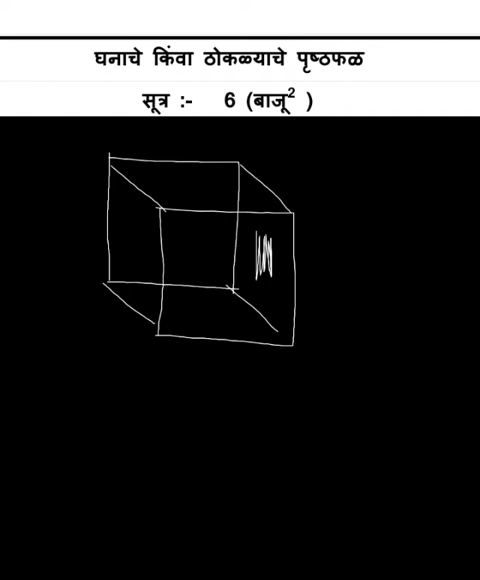 घनाचे किंवा ठोकळ्याचे पृष्ठफळ
सूत्र :- 6 (बाजू² )